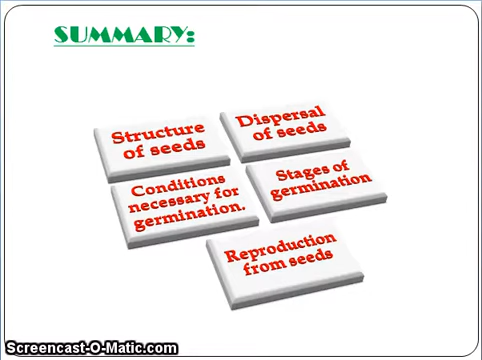 SUMMARY:
Structure
of seeds
Dispersal
of seeds
Conditions
necessary for
germination.
Stages of
germination
Reproduction
from seeds
Screencast-O-Matic.com